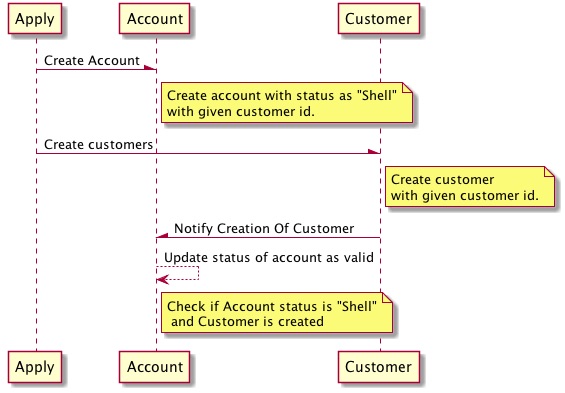 Apply
Account
Customer
Create Account
Create account with status as "Shell"
with given customer id.
Create customers
Create customer
with given customer id.
Notify Creation Of Customer
Update status of account as valid
Check if Account status is "Shell"
and Customer is created
Apply
Account
Customer